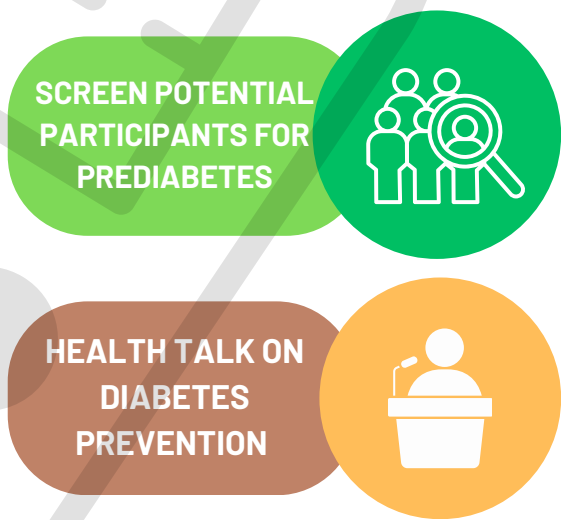 SCREEN POTENTIAL
PARTICIPANTS FOR
PREDIABETES
HEALTH TALK ON
DIABETES
PREVENTION